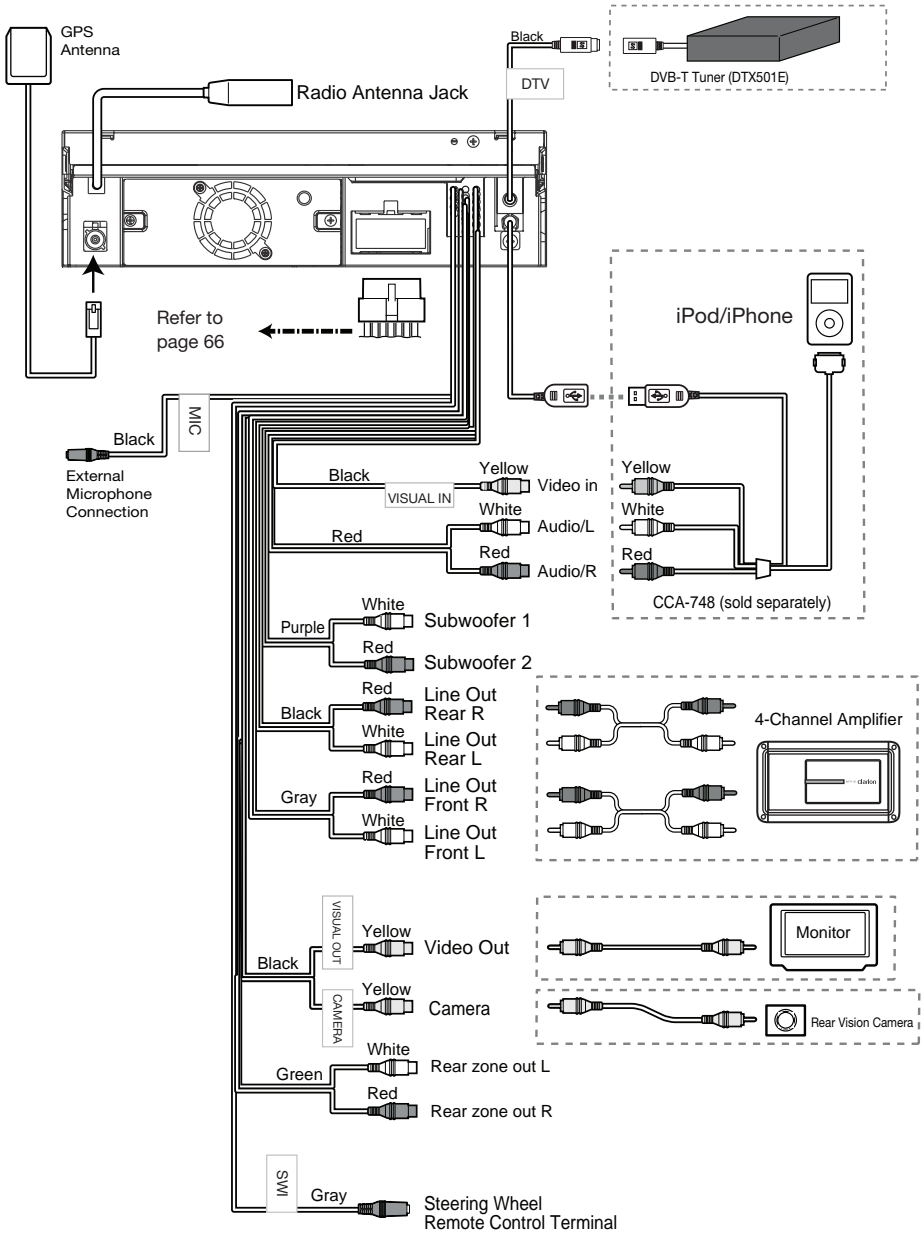 GPS
Antenna
Black
DTV
DVB-T Tuner (DTX501E)
Radio Antenna Jack
Refer to
page 66
iPod/iPhone
MIC
Black
External
Microphone
Connection
Black
VISUAL IN
Yellow
Video in
Yellow
Red
White
Audio/L
White
Red
Audio/R
Red
CCA-748 (sold separately)
Purple
White
Subwoofer 1
Red
Subwoofer 2
Black
Red
Line Out
Rear R
White
Line Out
Rear L
4-Channel Amplifier
clarion
Gray
Red
Line Out
Front R
White
Line Out
Front L
Black
VISUAL OUT
Yellow
Video Out
Monitor
CAMERA
Yellow
Camera
Rear Vision Camera
Green
White
Rear zone out L
Red
Rear zone out R
SWI
Gray
Steering Wheel
Remote Control Terminal